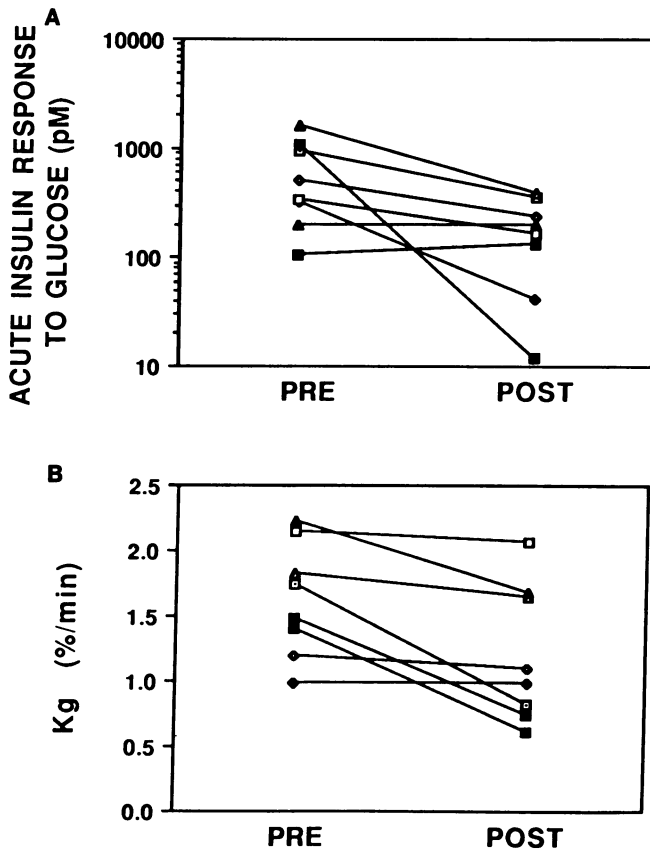 A
ACUTE INSULIN RESPONSE
TO GLUCOSE (pM)
10000
1000
100
10
PRE POST
B
Kg (%/min)
2.5
2.0
1.5
1.0
0.5
0.0
PRE POST